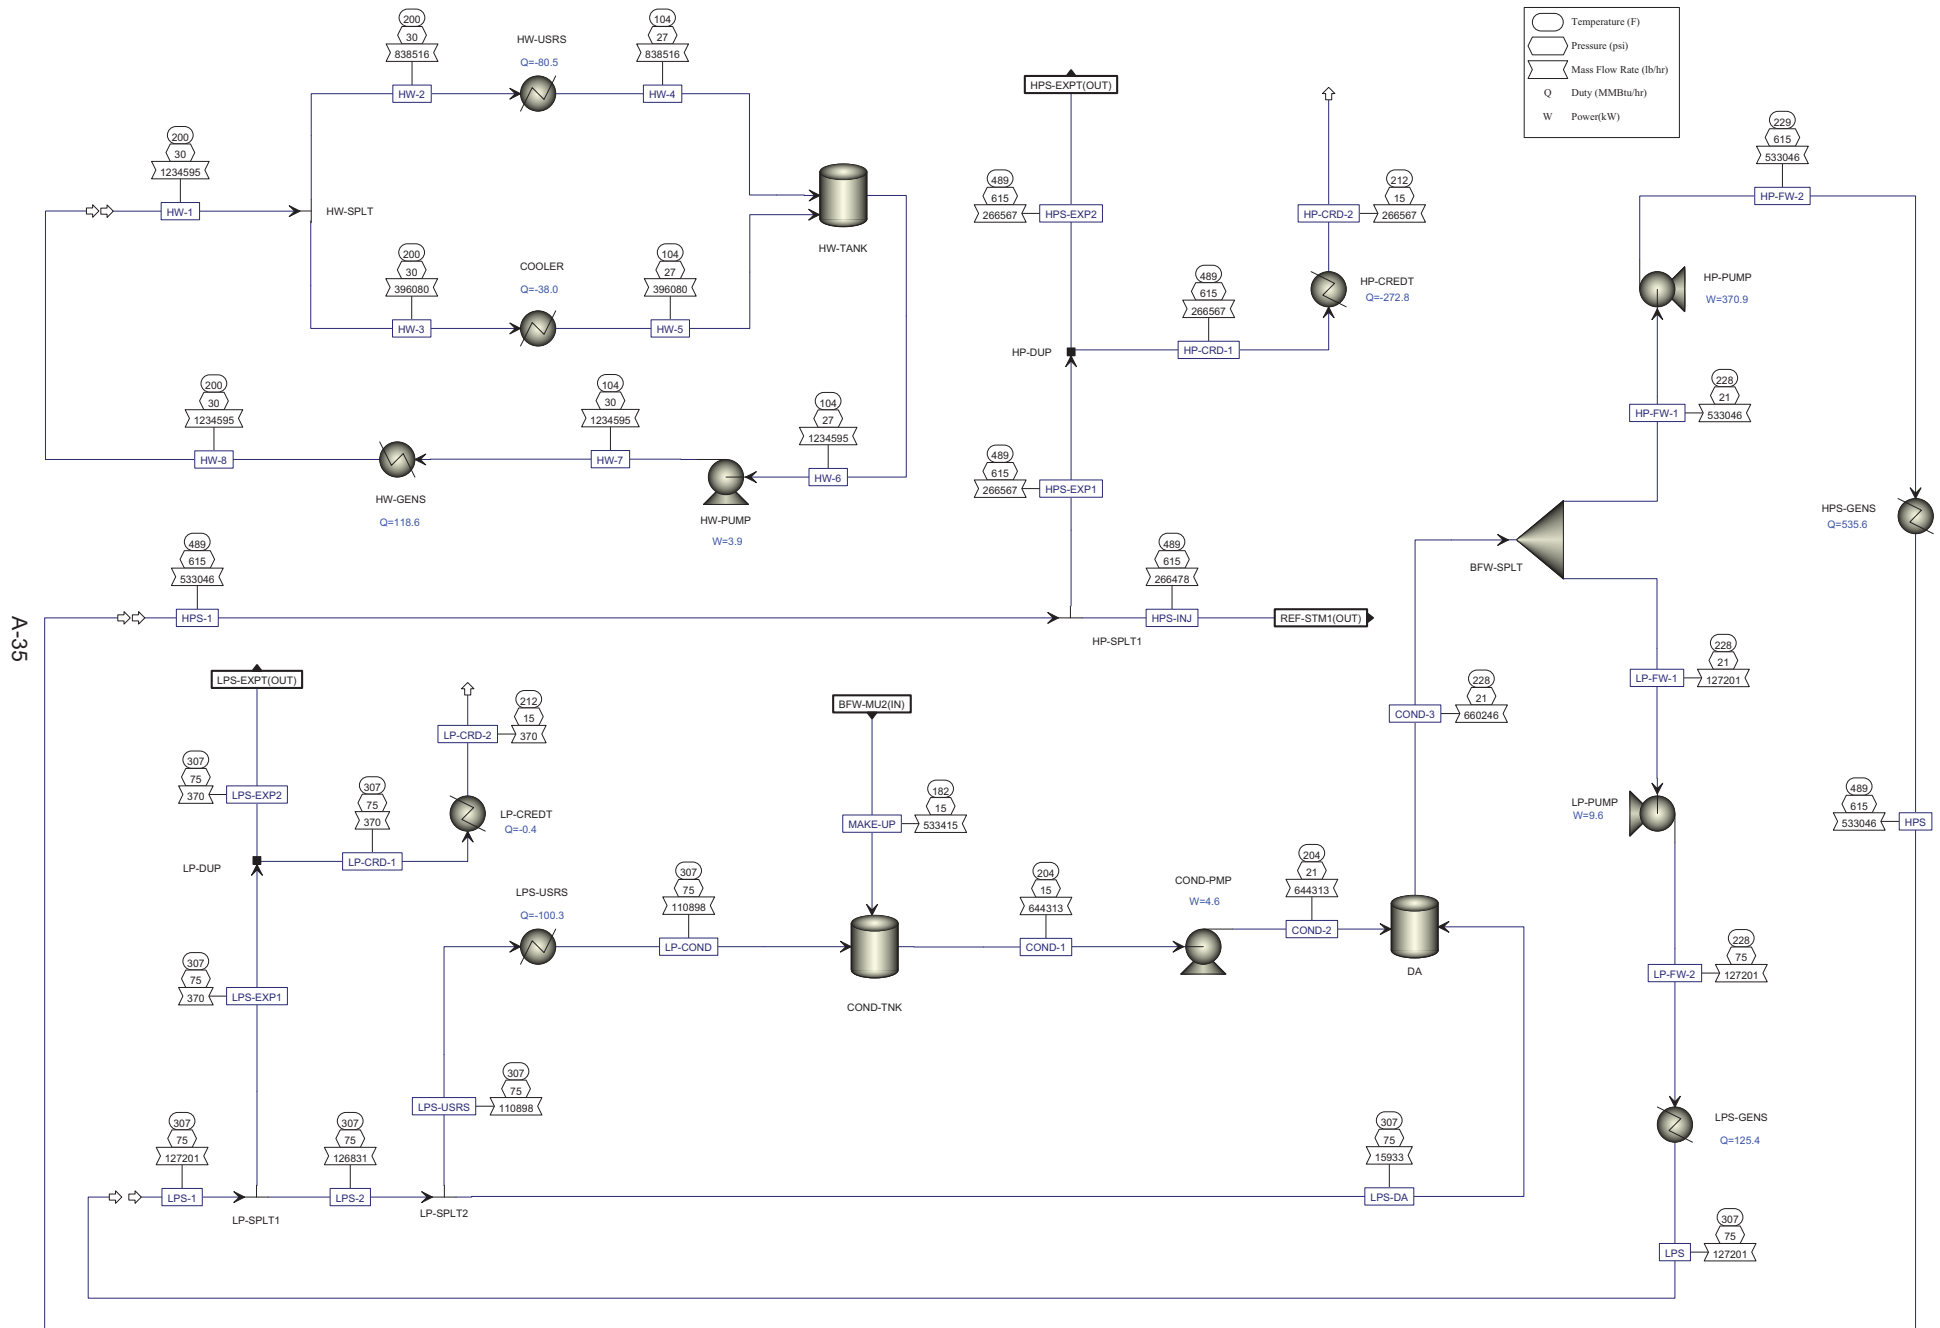 Temperature (F)
Pressure (psi)
Mass Flow Rate (lb/hr)
Q Duty (MMBtu/hr)
W Power(kW)
200
30
838516
HW-2
HW-USRS
Q=-80.5
104
27
838516
HW-4
200
30
1234595
HW-1
HW-SPLT
HW-TANK
200
30
396080
HW-3
COOLER
Q=-38.0
104
27
396080
HW-5
200
30
1234595
HW-8
HW-GENS
Q=118.6
104
30
1234595
HW-7
HW-PUMP
W=3.9
104
27
1234595
HW-6
HPS-EXPT(OUT)
489
615
266567
HPS-EXP2
212
15
266567
HP-CRD-2
HP-CREDT
Q=-272.8
489
615
266567
HP-CRD-1
HP-DUP
489
615
266567
HPS-EXP1
229
615
533046
HP-FW-2
HP-PUMP
W=370.9
228
21
533046
HP-FW-1
HPS-GENS
Q=535.6
BFW-SPLT
489
615
533046
HPS-1
489
615
266478
HPS-INJ
REF-STM1(OUT)
HP-SPLT1
A-35
LPS-EXPT(OUT)
212
15
370
LP-CRD-2
307
75
370
LPS-EXP2
307
75
370
LP-CRD-1
LP-CREDT
Q=-0.4
LP-DUP
BFW-MU2(IN)
182
15
533415
MAKE-UP
228
21
660246
COND-3
228
21
127201
LP-FW-1
LP-PUMP
W=9.6
489
615
533046
HPS
LPS-USRS
Q=-100.3
307
75
110898
LP-COND
COND-TNK
204
15
644313
COND-1
COND-PMP
W=4.6
204
21
644313
COND-2
DA
228
75
127201
LP-FW-2
307
75
370
LPS-EXP1
307
75
110898
LPS-USRS
LPS-GENS
Q=125.4
307
75
127201
LPS-1
LP-SPLT1
307
75
126831
LPS-2
LP-SPLT2
307
75
15933
LPS-DA
307
75
127201
LPS